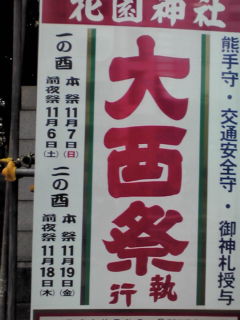 花園神社
熊手守・交通安全守・御神札授与
大酉祭
執行
一の酉
本祭11月7日(日)
前夜祭11月6日(土)
二の酉
本祭11月19日(金)
前夜祭11月18日(木)